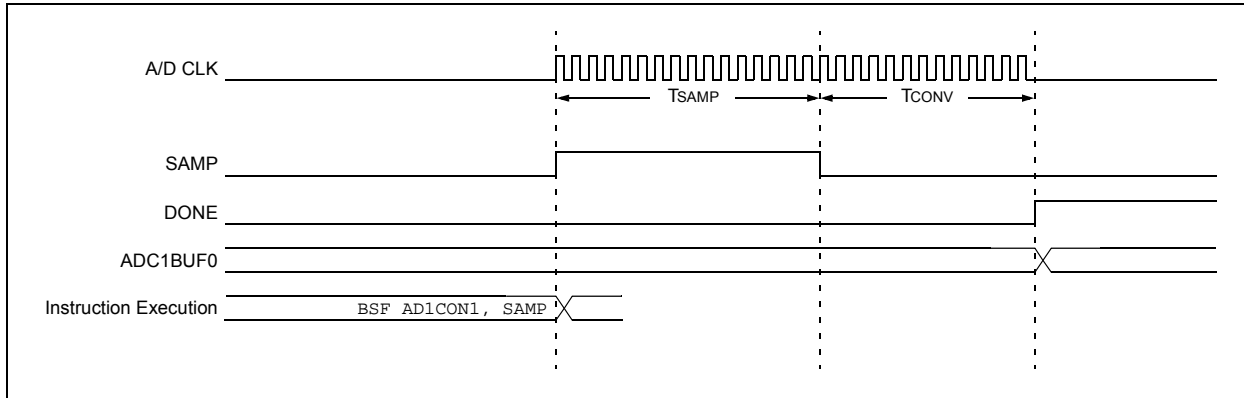 A/D CLK
TSAMP
TCONV
SAMP
DONE
ADC1BUF0
Instruction Execution
BSF AD1CON1, SAMP